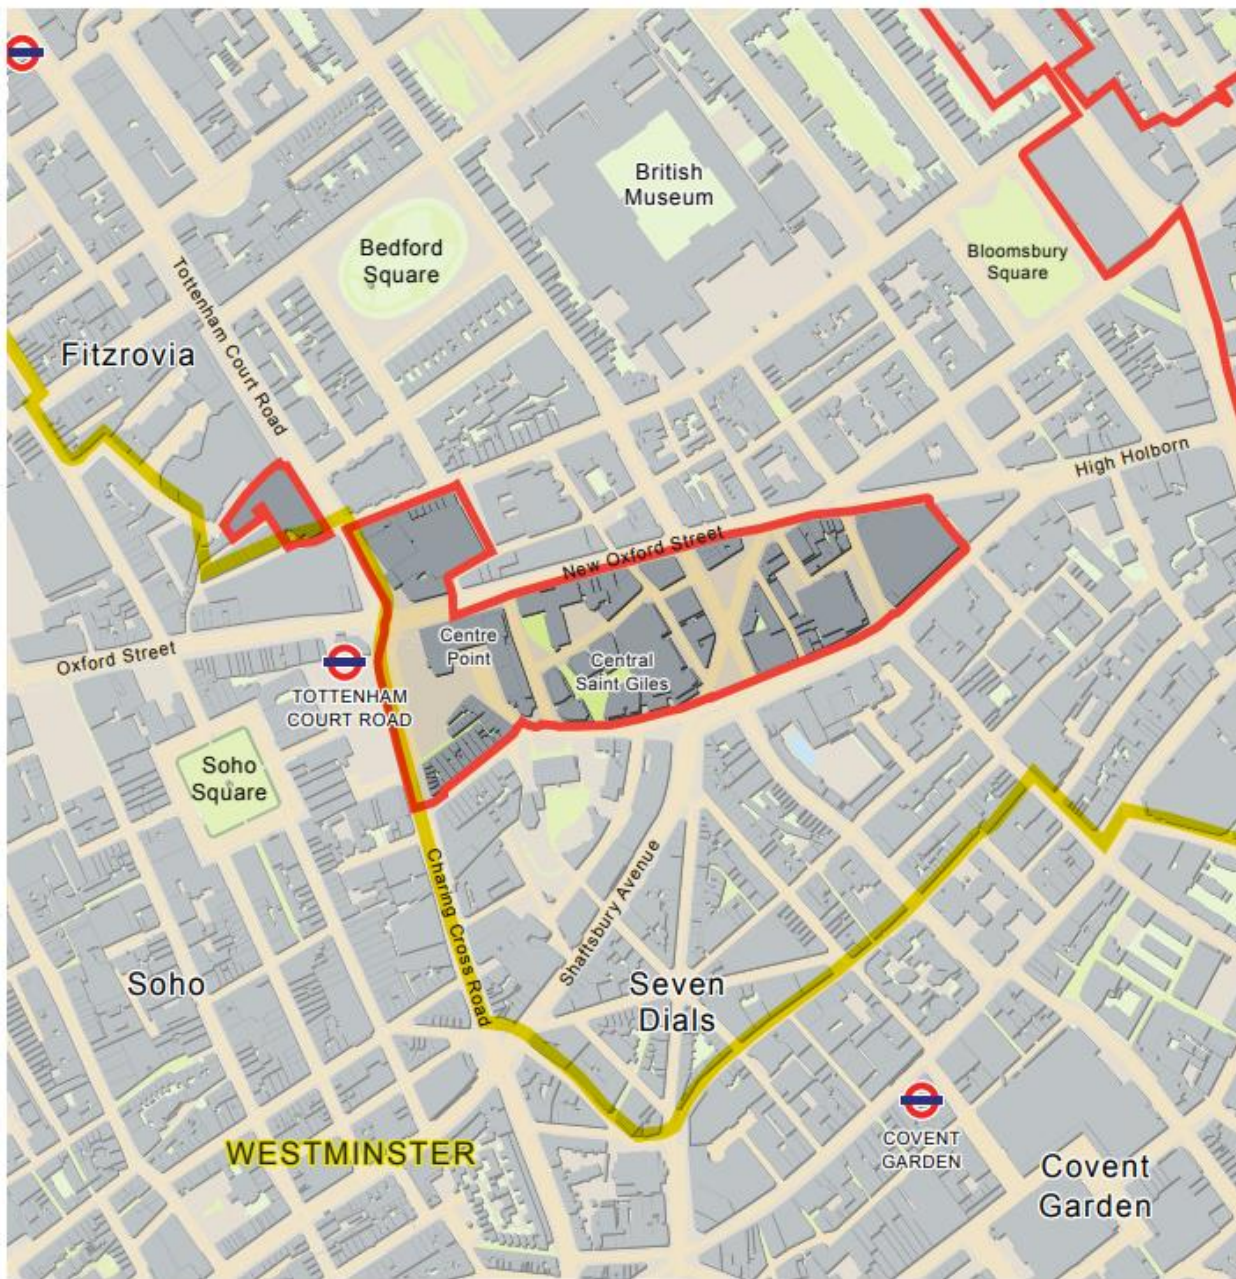 British
Museum
Bedford
Square
Bloomsbury
Square
Tottenham Court Road
Fitzrovia
High Holborn
New Oxford Street
Centre
Point
Oxford Street
Central
Saint Giles
TOTTENHAM
COURT ROAD
Soho
Square
Charing Cross Road
Shaftsbury Avenue
Soho
Seven
Dials
WESTMINSTER
COVENT
GARDEN
Covent
Garden